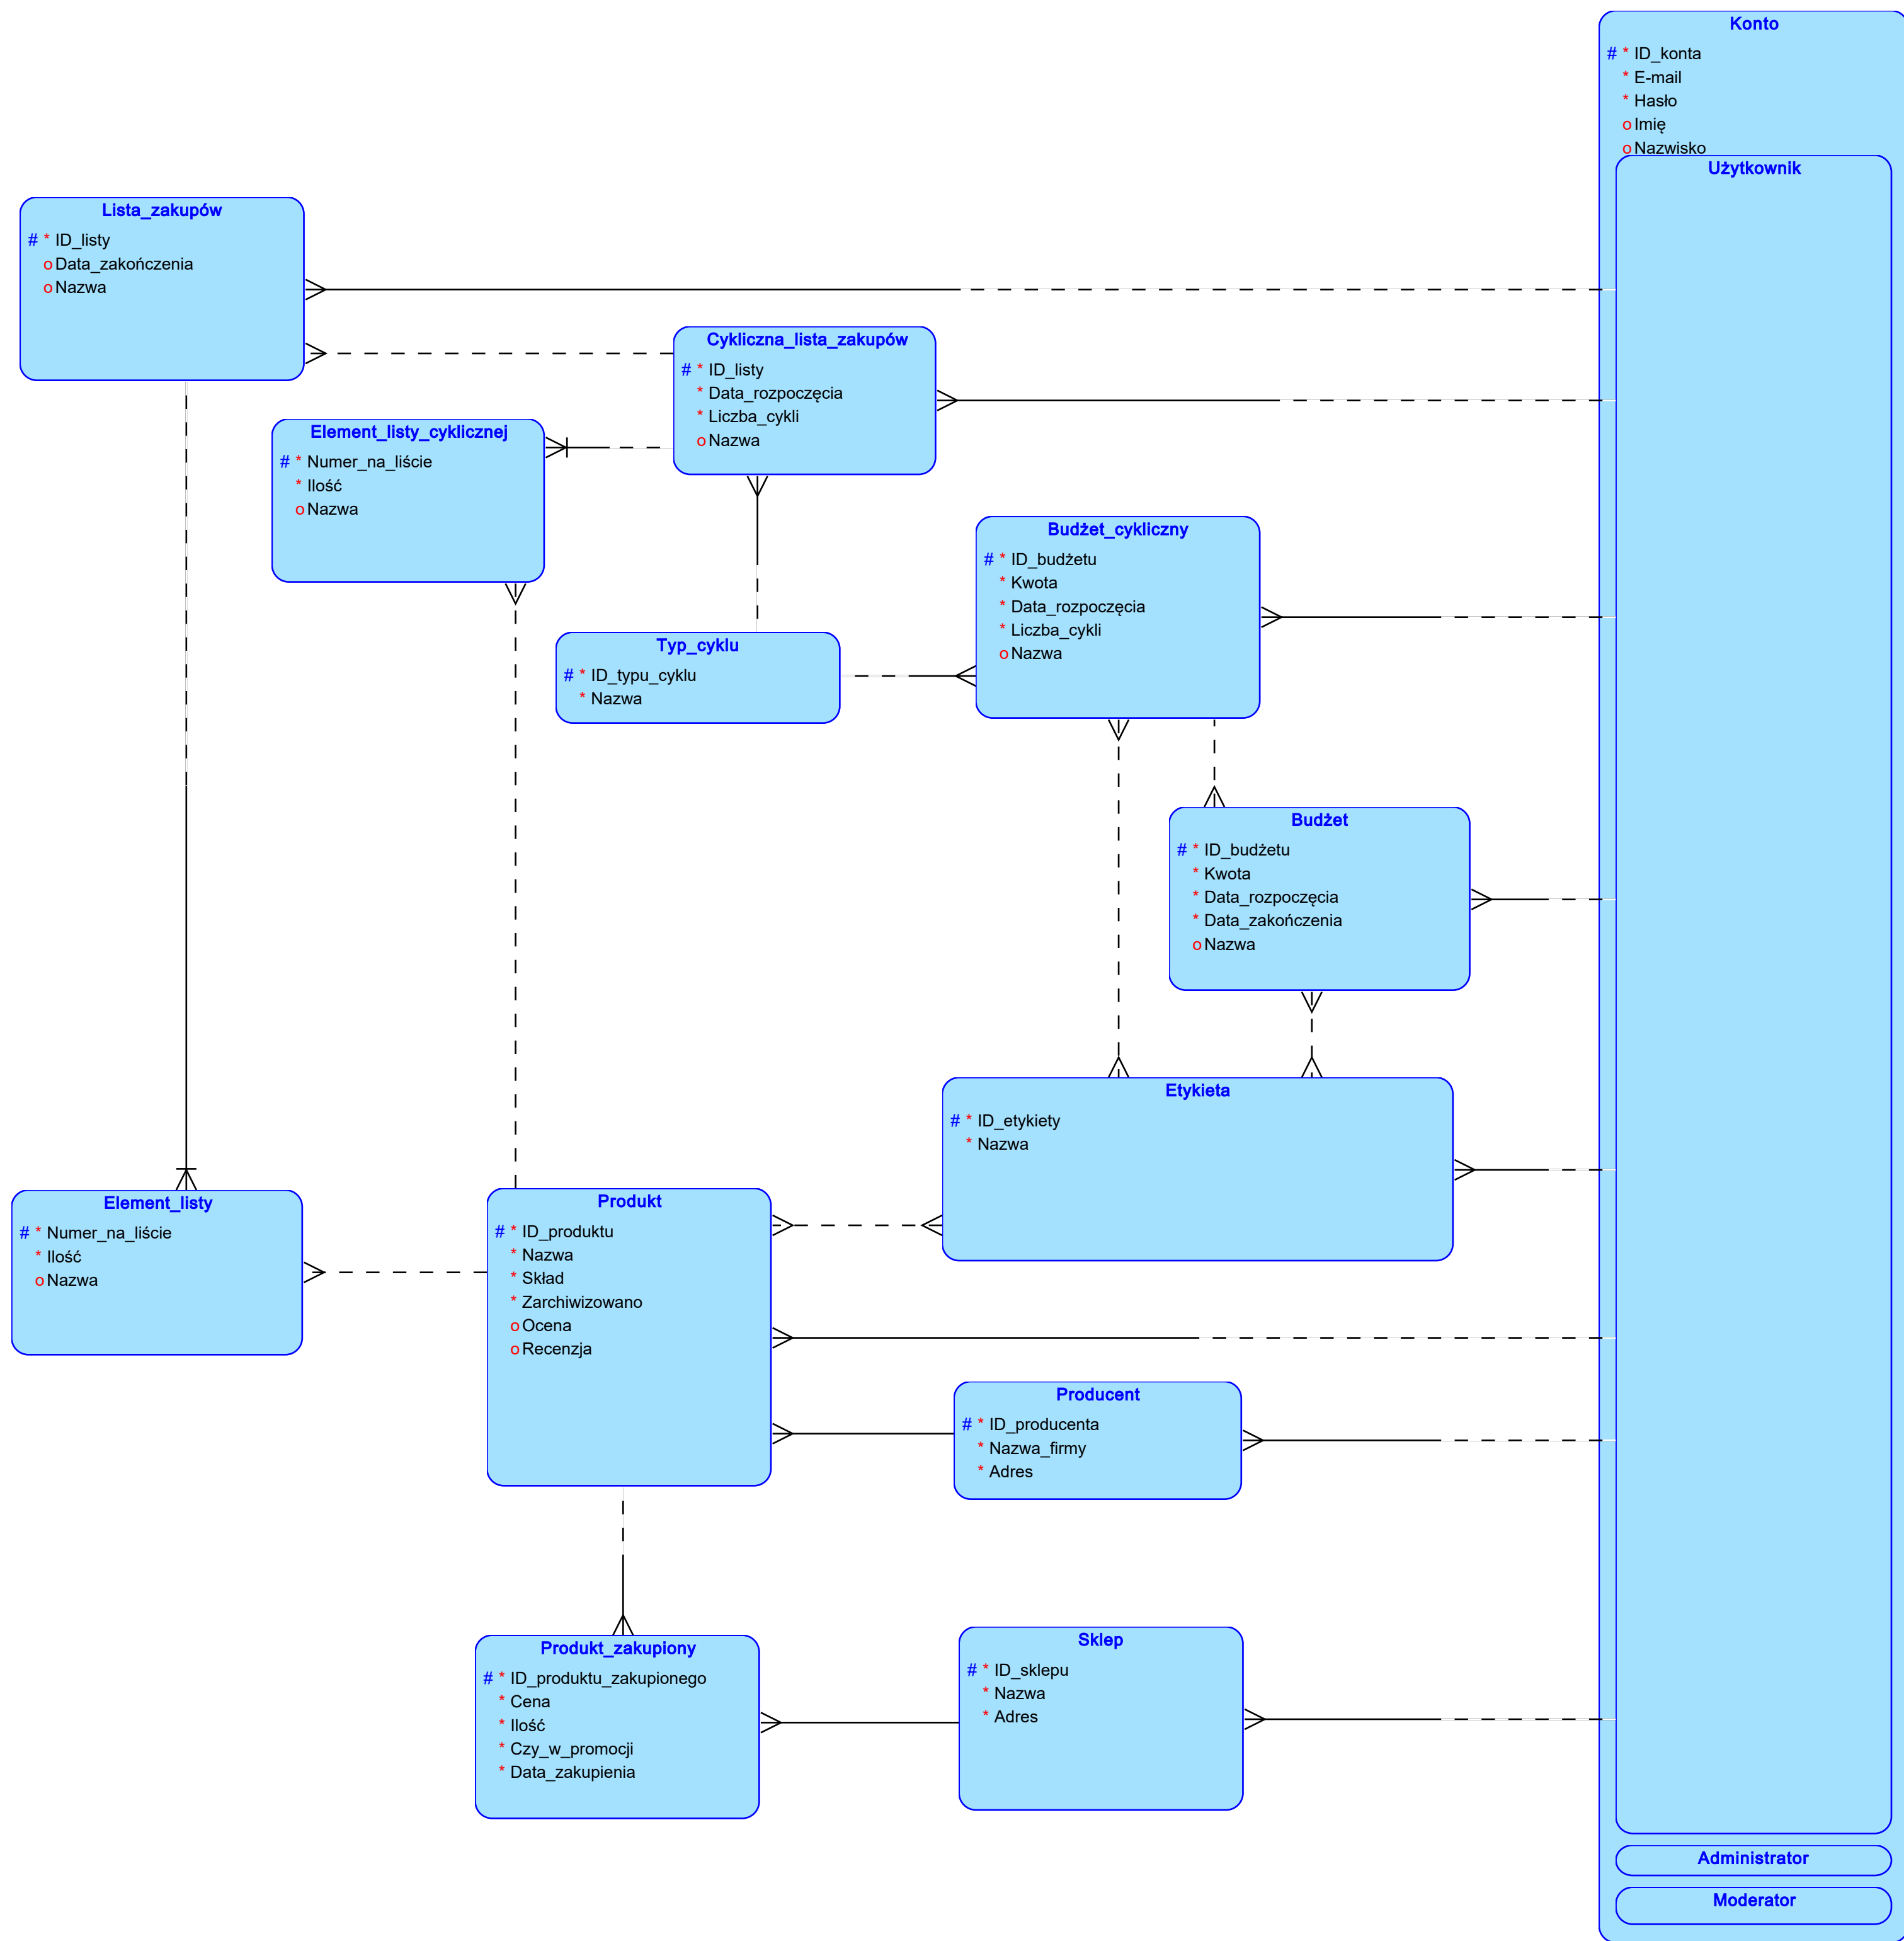 Konto
# * ID_konta
* E-mail
* Hasło
o Imię
o Nazwisko
Użytkownik
Lista_zakupów
# * ID_listy
o Data_zakończenia
o Nazwa
Cykliczna_lista_zakupów
# * ID_listy
* Data_rozpoczęcia
* Liczba_cykli
o Nazwa
Element_listy_cyklicznej
# * Numer_na_liście
* Ilość
o Nazwa
Budżet_cykliczny
# * ID_budżetu
* Kwota
* Data_rozpoczęcia
* Liczba_cykli
o Nazwa
Typ_cyklu
# * ID_typu_cyklu
* Nazwa
Budżet
# * ID_budżetu
* Kwota
* Data_rozpoczęcia
* Data_zakończenia
o Nazwa
Etykieta
# * ID_etykiety
* Nazwa
Element_listy
# * Numer_na_liście
* Ilość
o Nazwa
Produkt
# * ID_produktu
* Nazwa
* Skład
* Zarchiwizowano
o Ocena
o Recenzja
Producent
# * ID_producenta
* Nazwa_firmy
* Adres
Produkt_zakupiony
# * ID_produktu_zakupionego
* Cena
* Ilość
* Czy_w_promocji
* Data_zakupienia
Sklep
# * ID_sklepu
* Nazwa
* Adres
Administrator
Moderator